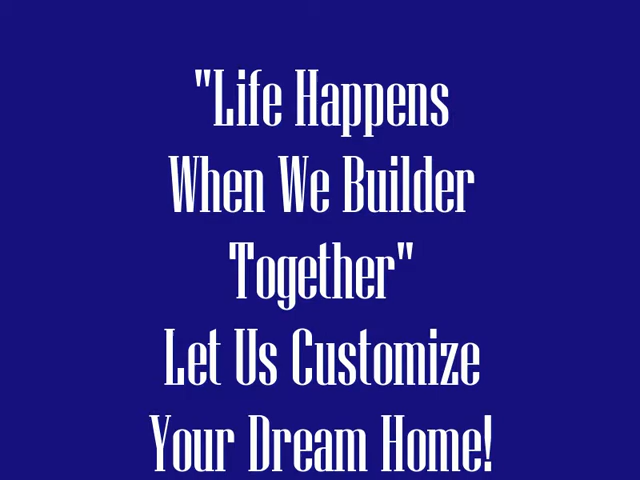 "Life Happens
When We Builder
Together"
Let Us Customize
Your Dream Home!